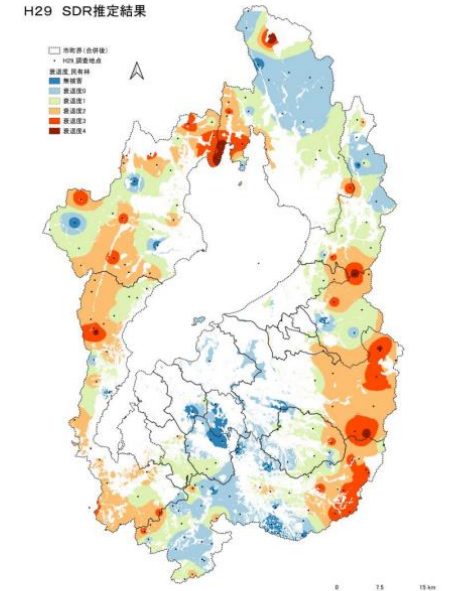 H29 SDR推定結果
市町界(合併後)
H29.調査地点
衰退度_民有林
無被害
衰退度0
衰退度1
衰退度2
衰退度3
衰退度4
0 7.5 15 km